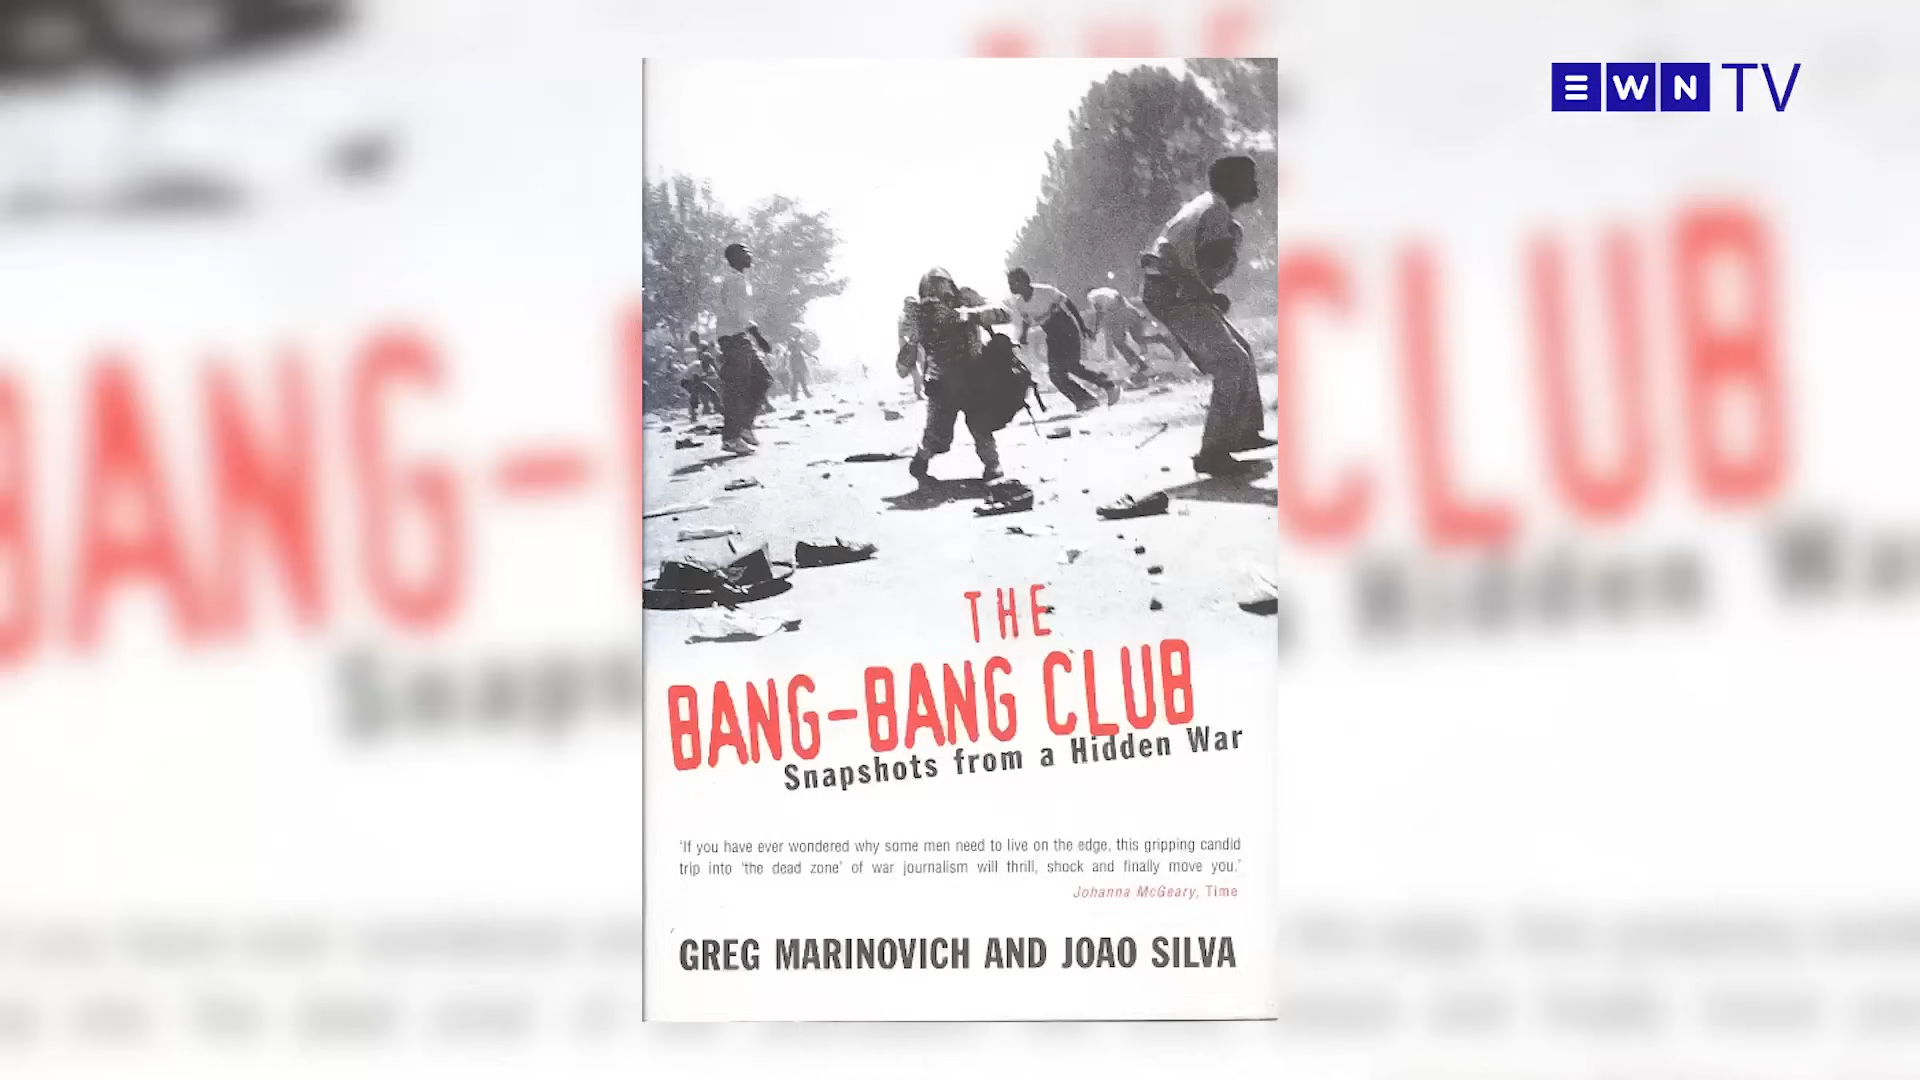 EWN TV
THE
BANG-BANG CLUB
Snapshots from a Hidden War
'If you have ever wondered why some men need to live on the edge, this gripping candid
trip into 'the dead zone' of war journalism will thrill, shock and finally move you.'
Johanna McGeary, Time
GREG MARINOVICH AND JOAO SILVA